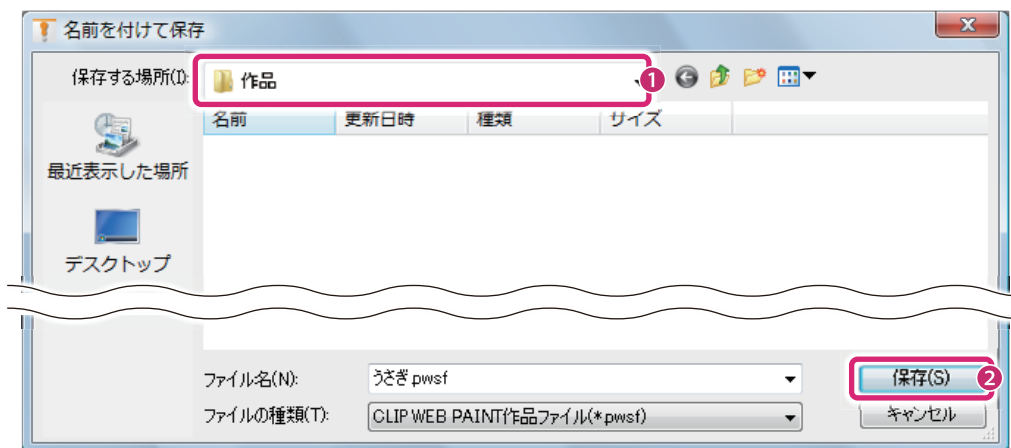 名前を付けて保存
保存する場所(I): 作品 1
名前 更新日時 種類 サイズ
最近表示した場所
デスクトップ
ファイル名(N): うさぎ.pwsf 保存(S) 2
ファイルの種類(T): CLIP WEB PAINT作品ファイル(*.pwsf) キャンセル